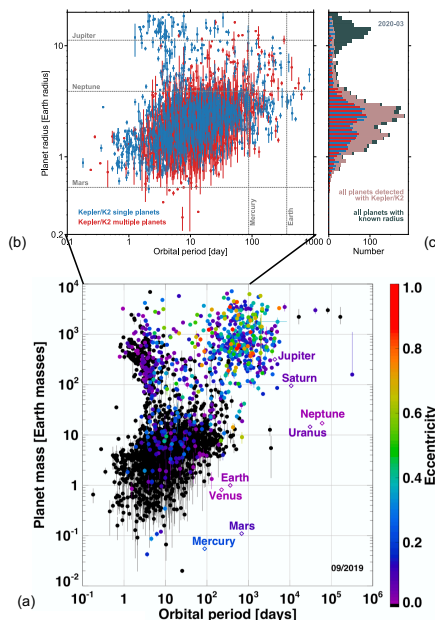 20
Jupiter
Neptune
1
Mars
Kepler/K2 single planets
Kepler/K2 multiple planets
Mercury
Earth
0.2
0.1 1 10 100 1000
Orbital period [day]
Planet radius [Earth radius]
(b)
2020-03
all planets detected
with Kepler/K2
all planets with
known radius
0 100
Number
(c
10⁴
10³
10²
10
1
10⁻¹
10⁻²
Planet mass [Earth masses]
Jupiter
Saturn
Neptune
Uranus
Earth
Venus
Mars
Mercury
09/2019
10⁻¹ 1 10 10² 10³ 10⁴ 10⁵ 10⁶
Orbital period [days]
(a)
1.0
0.8
0.6
0.4
0.2
0.0
Eccentricity